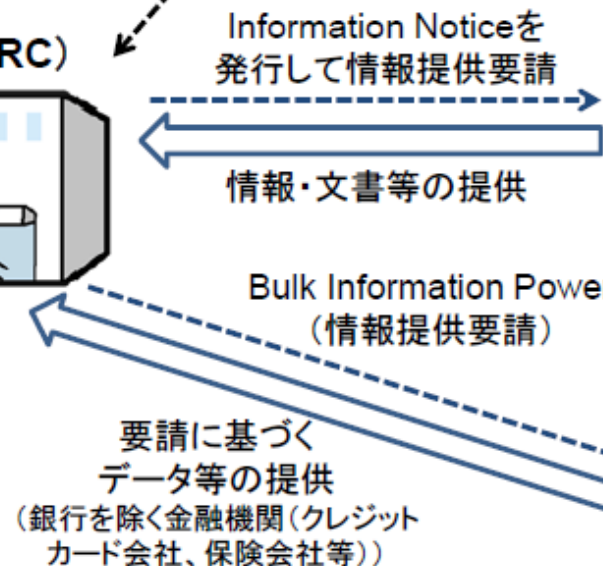 Information Noticeを
発行して情報提供要請
RC)
情報・文書等の提供
Bulk Information Powe
(情報提供要請)
要請に基づく
データ等の提供
(銀行を除く金融機関(クレジット
カード会社、保険会社等))